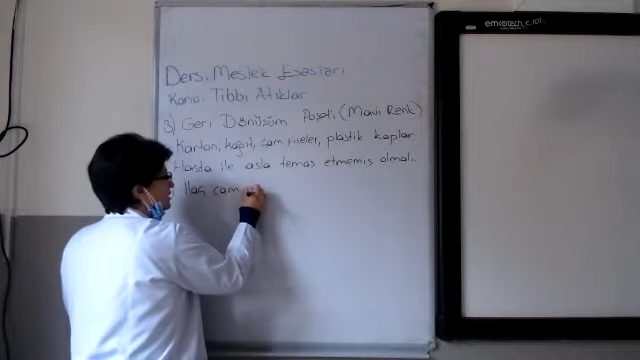 Ders: Meslek Esasları
Konu: Tıbbi Atıklar
3) Geri Dönüşüm Poşeti (Mavi Renk)
Karton, kağıt, cam şişeler, plastik kaplar
Hasta ile asla temas etmemiş olmalı.
İlaç cam